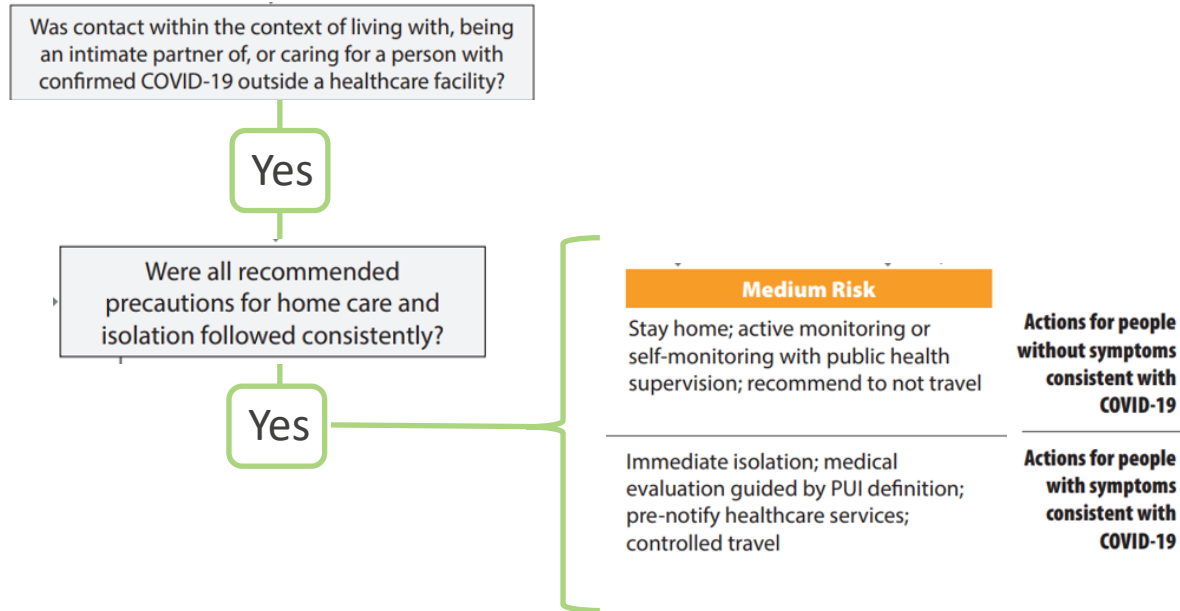 Was contact within the context of living with, being
an intimate partner of, or caring for a person with
confirmed COVID-19 outside a healthcare facility?
Yes
Were all recommended
precautions for home care and
isolation followed consistently?
Yes
Medium Risk
Stay home; active monitoring or
self-monitoring with public health
supervision; recommend to not travel
Actions for people
without symptoms
consistent with
COVID-19
Immediate isolation; medical
evaluation guided by PUI definition;
pre-notify healthcare services;
controlled travel
Actions for people
with symptoms
consistent with
COVID-19